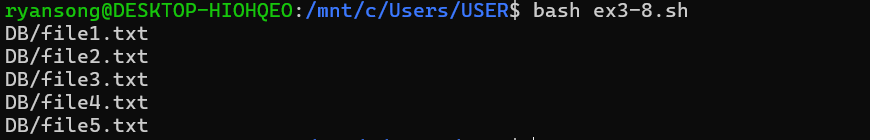 ryansong@DESKTOP-HIOHQEO:/mnt/c/Users/USER$ bash ex3-8.sh
DB/file1.txt
DB/file2.txt
DB/file3.txt
DB/file4.txt
DB/file5.txt